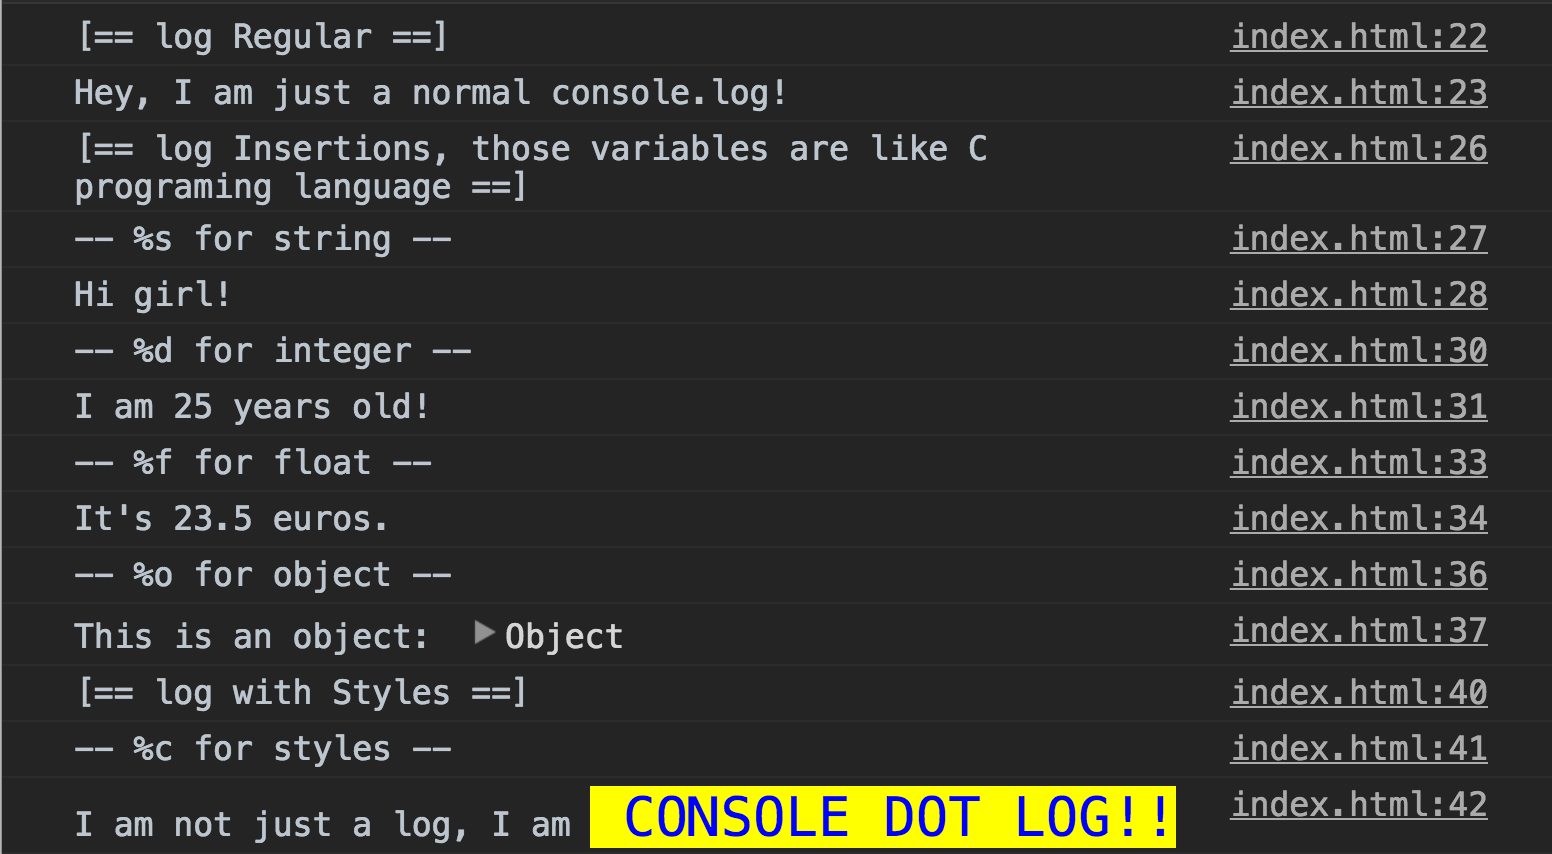 [== log Regular ==] index.html:22
Hey, I am just a normal console.log! index.html:23
[== log Insertions, those variables are like C index.html:26
programing language ==]
-- %s for string -- index.html:27
Hi girl! index.html:28
-- %d for integer -- index.html:30
I am 25 years old! index.html:31
-- %f for float -- index.html:33
It's 23.5 euros. index.html:34
-- %o for object -- index.html:36
This is an object: ▶Object index.html:37
[== log with Styles ==] index.html:40
-- %c for styles -- index.html:41
I am not just a log, I am CONSOLE DOT LOG!! index.html:42